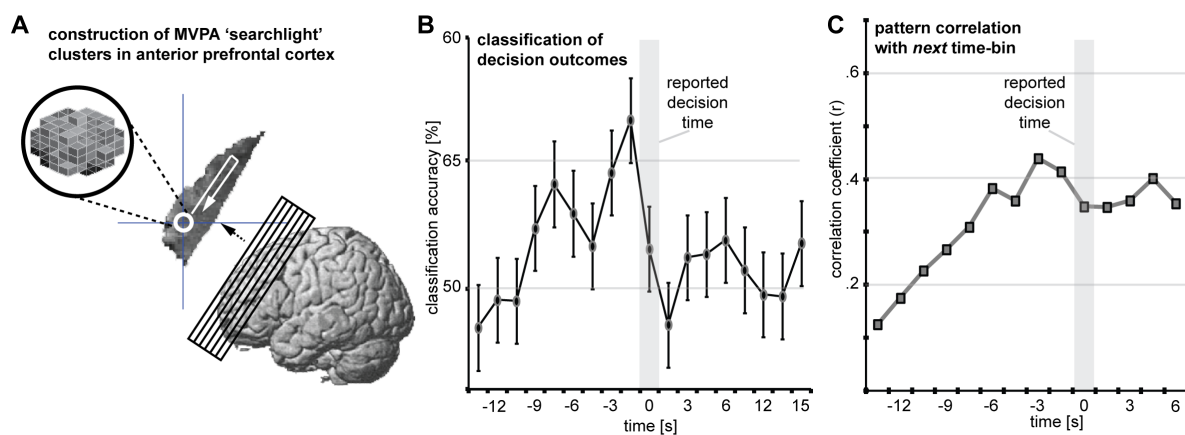 A
construction of MVPA 'searchlight'
clusters in anterior prefrontal cortex
B
classification of
decision outcomes
reported
decision
time
classification accuracy [%]
60
65
50
-12 -9 -6 -3 0 3 6 12 15
time [s]
C
pattern correlation
with next time-bin
reported
decision
time
correlation coefficient (r)
.6
.4
.2
-12 -9 -6 -3 0 3 6
time [s]